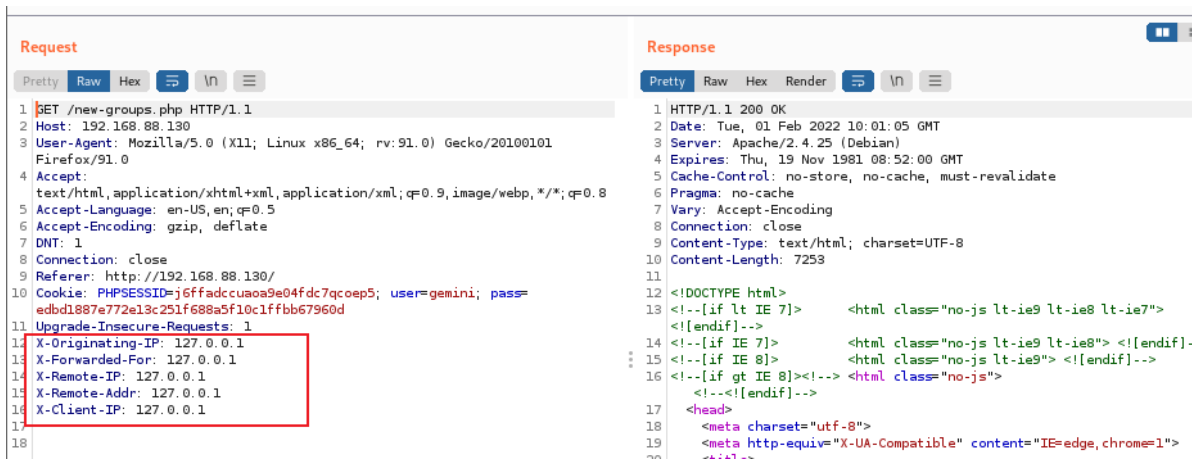 Request
Pretty Raw Hex \n
1 GET /new-groups.php HTTP/1.1
2 Host: 192.168.88.130
3 User-Agent: Mozilla/5.0 (X11; Linux x86_64; rv:91.0) Gecko/20100101
Firefox/91.0
4 Accept:
text/html,application/xhtml+xml,application/xml;q=0.9,image/webp,*/*;q=0.8
5 Accept-Language: en-US,en;q=0.5
6 Accept-Encoding: gzip, deflate
7 DNT: 1
8 Connection: close
9 Referer: http://192.168.88.130/
10 Cookie: PHPSESSID=j6ffadccuaoa9e04fdc7qcoep5; user=gemini; pass=
edbd1887e772e13c251f688a5f10c1ffbb67960d
11 Upgrade-Insecure-Requests: 1
12 X-Originating-IP: 127.0.0.1
13 X-Forwarded-For: 127.0.0.1
14 X-Remote-IP: 127.0.0.1
15 X-Remote-Addr: 127.0.0.1
16 X-Client-IP: 127.0.0.1
17
18
Response
Pretty Raw Hex Render \n
1 HTTP/1.1 200 OK
2 Date: Tue, 01 Feb 2022 10:01:05 GMT
3 Server: Apache/2.4.25 (Debian)
4 Expires: Thu, 19 Nov 1981 08:52:00 GMT
5 Cache-Control: no-store, no-cache, must-revalidate
6 Pragma: no-cache
7 Vary: Accept-Encoding
8 Connection: close
9 Content-Type: text/html; charset=UTF-8
10 Content-Length: 7253
11
12 <!DOCTYPE html>
13 <!--[if lt IE 7]> <html class="no-js lt-ie9 lt-ie8 lt-ie7">
<![endif]-->
14 <!--[if IE 7]> <html class="no-js lt-ie9 lt-ie8"> <![endif]-
15 <!--[if IE 8]> <html class="no-js lt-ie9"> <![endif]-->
16 <!--[if gt IE 8]><!--> <html class="no-js">
<!--<![endif]-->
17 <head>
18 <meta charset="utf-8">
19 <meta http-equiv="X-UA-Compatible" content="IE=edge,chrome=1">